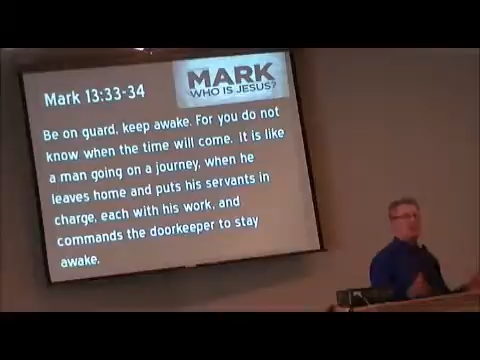 MARK
WHO IS JESUS?
Mark 13:33-34
Be on guard, keep awake. For you do not
know when the time will come. It is like
a man going on a journey, when he
leaves home and puts his servants in
charge, each with his work, and
commands the doorkeeper to stay
awake.